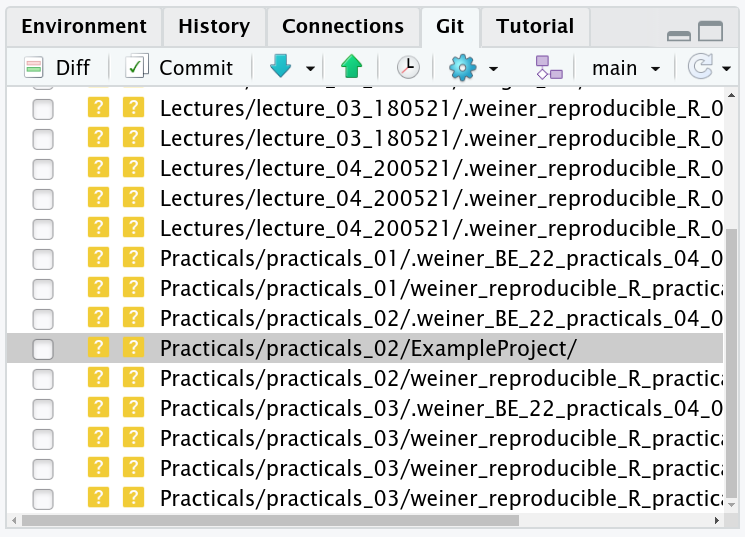 Environment History Connections Git Tutorial
Diff Commit main
? ? Lectures/lecture_03_180521/.weiner_reproducible_R_0
? ? Lectures/lecture_03_180521/.weiner_reproducible_R_0
? ? Lectures/lecture_04_200521/.weiner_reproducible_R_0
? ? Lectures/lecture_04_200521/.weiner_reproducible_R_0
? ? Lectures/lecture_04_200521/.weiner_reproducible_R_0
? ? Practicals/practicals_01/.weiner_BE_22_practicals_04_0
? ? Practicals/practicals_01/weiner_reproducible_R_practica
? ? Practicals/practicals_02/.weiner_BE_22_practicals_04_0
? ? Practicals/practicals_02/ExampleProject/
? ? Practicals/practicals_02/weiner_reproducible_R_practica
? ? Practicals/practicals_03/.weiner_BE_22_practicals_04_0
? ? Practicals/practicals_03/weiner_reproducible_R_practica
? ? Practicals/practicals_03/weiner_reproducible_R_practica
? ? Practicals/practicals_03/weiner_reproducible_R_practica